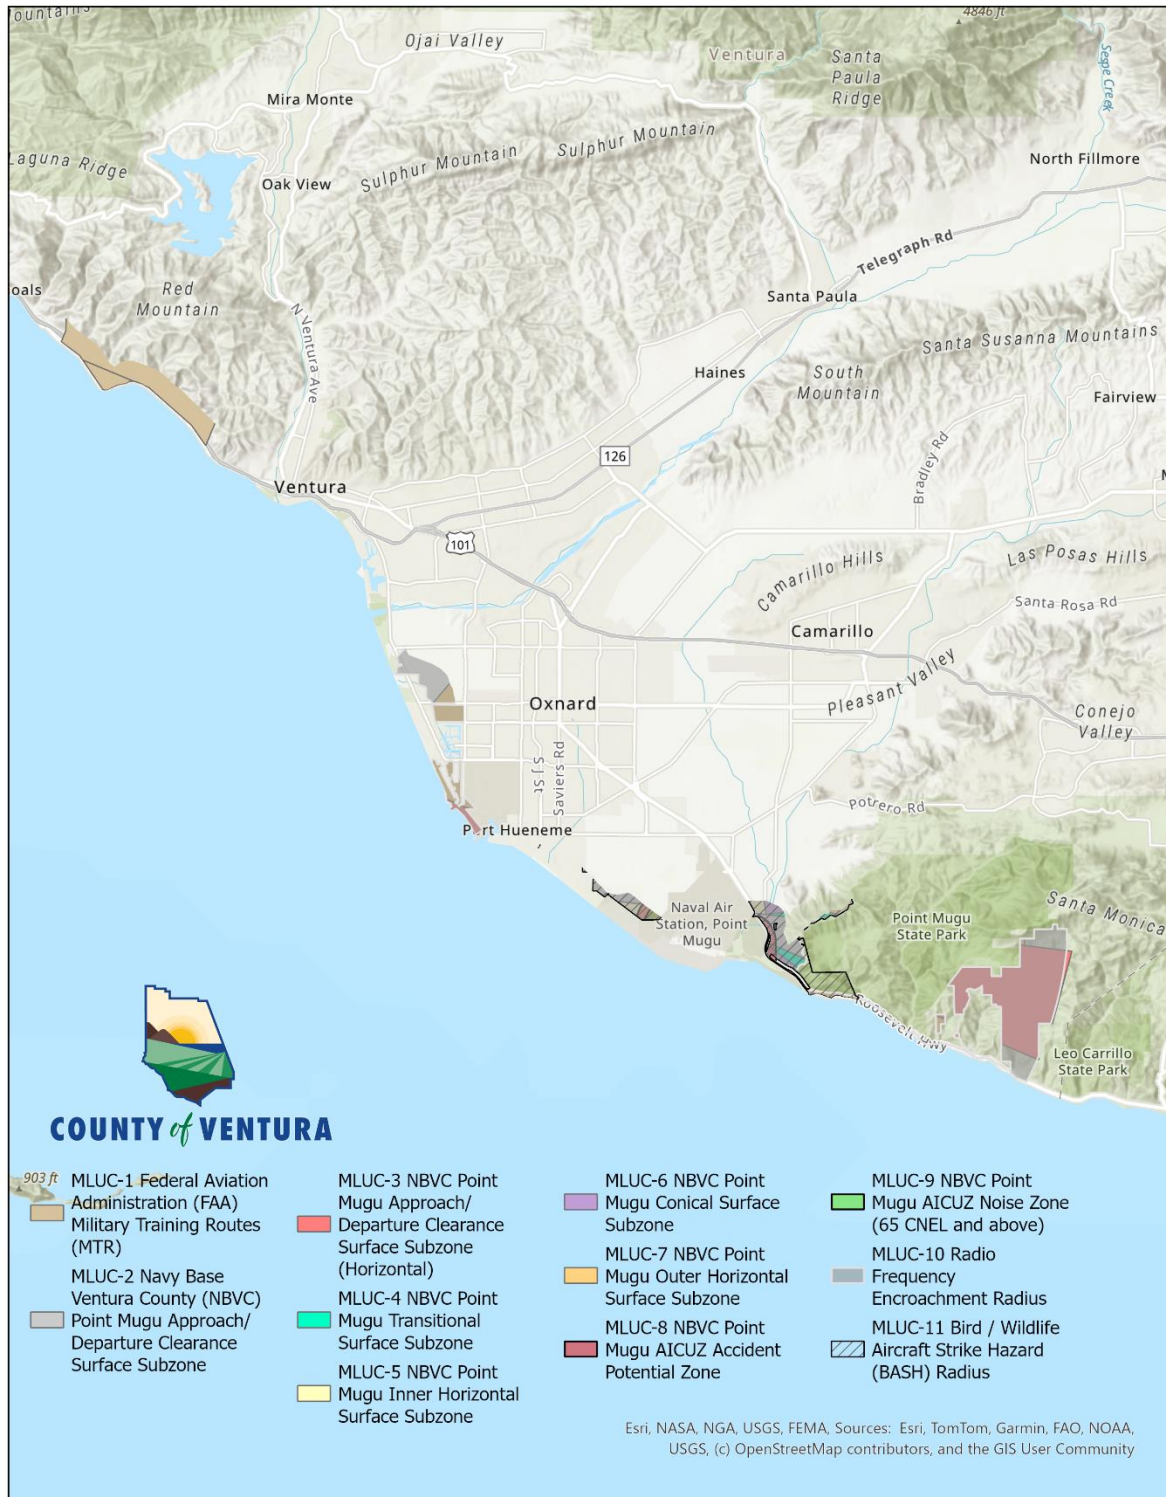 ountains
4846 ft
Ojai Valley
Ventura
Santa
Paula
Ridge
Sespe Creek
Mira Monte
Laguna Ridge
Sulphur Mountain
Sulphur Mountain
North Fillmore
Oak View
Telegraph Rd
oals
Red
Mountain
Santa Paula
N Ventura Ave
Santa Susanna Mountains
Haines
South
Mountain
Fairview
126
Bradley Rd
M
Ventura
101
Camarillo Hills
Las Posas Hills
Santa Rosa Rd
Camarillo
Pleasant Valley
Oxnard
Conejo
Valley
S J St
Saviers Rd
Potrero Rd
Port Hueneme
Naval Air
Station, Point
Mugu
Point Mugu
State Park
Santa Monica
Roosevelt Hwy
Leo Carrillo
State Park
COUNTY of VENTURA
903 ft
MLUC-1 Federal Aviation
Administration (FAA)
Military Training Routes
(MTR)
MLUC-2 Navy Base
Ventura County (NBVC)
Point Mugu Approach/
Departure Clearance
Surface Subzone
MLUC-3 NBVC Point
Mugu Approach/
Departure Clearance
Surface Subzone
(Horizontal)
MLUC-4 NBVC Point
Mugu Transitional
Surface Subzone
MLUC-5 NBVC Point
Mugu Inner Horizontal
Surface Subzone
MLUC-6 NBVC Point
Mugu Conical Surface
Subzone
MLUC-7 NBVC Point
Mugu Outer Horizontal
Surface Subzone
MLUC-8 NBVC Point
Mugu AICUZ Accident
Potential Zone
MLUC-9 NBVC Point
Mugu AICUZ Noise Zone
(65 CNEL and above)
MLUC-10 Radio
Frequency
Encroachment Radius
MLUC-11 Bird / Wildlife
Aircraft Strike Hazard
(BASH) Radius
Esri, NASA, NGA, USGS, FEMA, Sources: Esri, TomTom, Garmin, FAO, NOAA,
USGS, (c) OpenStreetMap contributors, and the GIS User Community